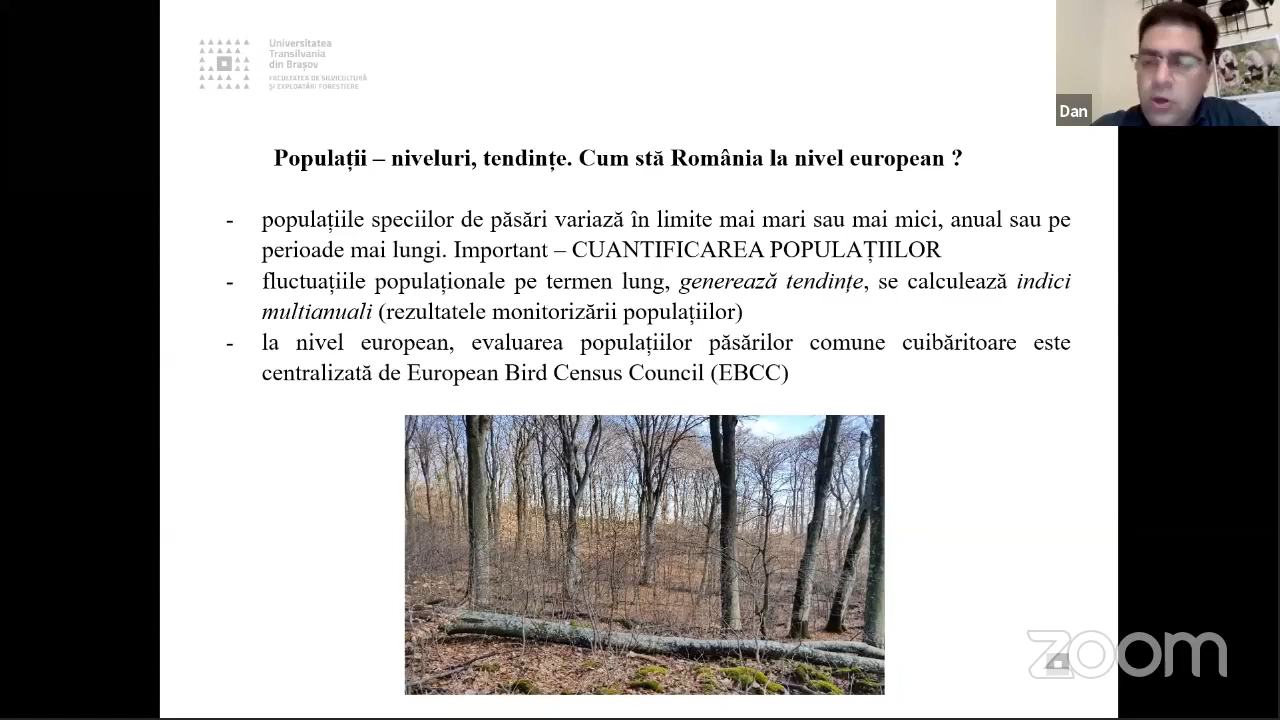 Universitatea
Transilvania
din Brașov
FACULTATEA DE SILVICULTURĂ
ȘI EXPLOATĂRI FORESTIERE
Dan
Populații – niveluri, tendințe. Cum stă România la nivel european ?
- populațiile speciilor de păsări variază în limite mai mari sau mai mici, anual sau pe
perioade mai lungi. Important – CUANTIFICAREA POPULAȚIILOR
- fluctuațiile populaționale pe termen lung, generează tendințe, se calculează indici
multianuali (rezultatele monitorizării populațiilor)
- la nivel european, evaluarea populațiilor păsărilor comune cuibăritoare este
centralizată de European Bird Census Council (EBCC)
zoom